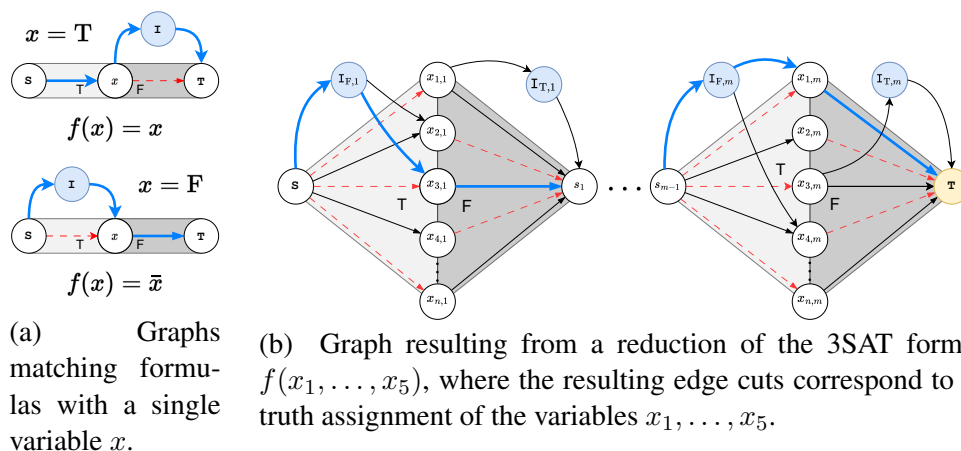 x = T
I
S
x
T
T
F
f(x) = x
I
x = F
S
x
T
T
F
f(x) = x̄
(a) Graphs
matching formu-
las with a single
variable x.
I_{F,1}
x_{1,1}
I_{T,1}
x_{2,1}
S
x_{3,1}
s_1
T
F
x_{4,1}
x_{n,1}
...
I_{F,m}
x_{1,m}
I_{T,m}
x_{2,m}
s_{m-1}
T
x_{3,m}
T
F
x_{4,m}
x_{n,m}
(b) Graph resulting from a reduction of the 3SAT form
f(x_1, . . . , x_5), where the resulting edge cuts correspond to
truth assignment of the variables x_1, . . . , x_5.